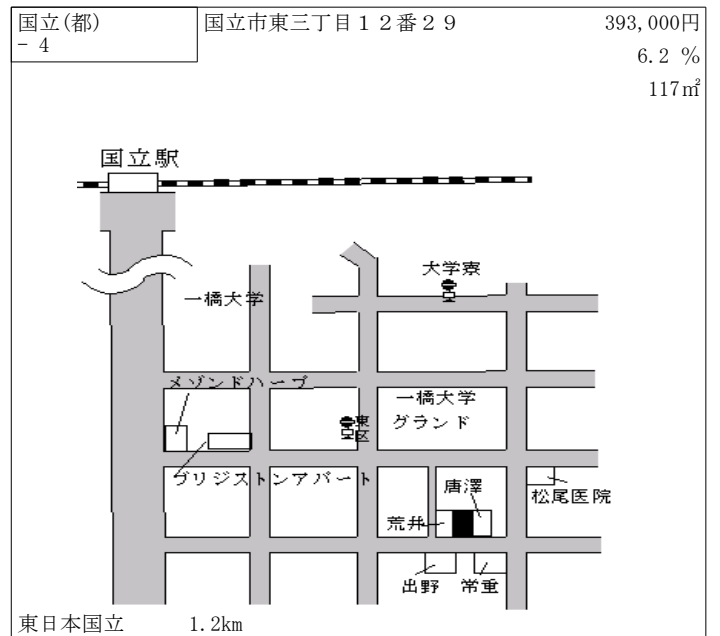 国立(都)
- 4
国立市東三丁目１２番２９
393,000円
6.2 %
117㎡
国立駅
大学寮
一橋大学
メゾンドハーブ
一橋大学
グランド
東区
ブリジストンアパート
唐澤
松尾医院
荒井
出野
常重
東日本国立
1.2km